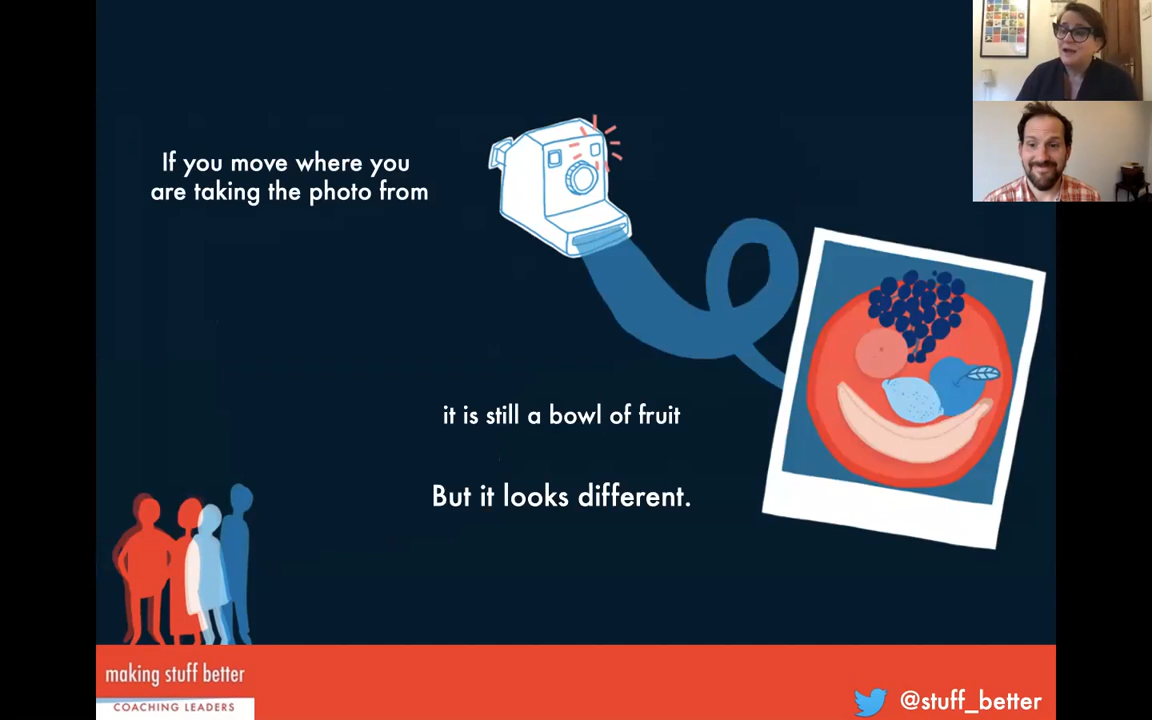 If you move where you
are taking the photo from
it is still a bowl of fruit
But it looks different.
making stuff better
COACHING LEADERS
@stuff_better